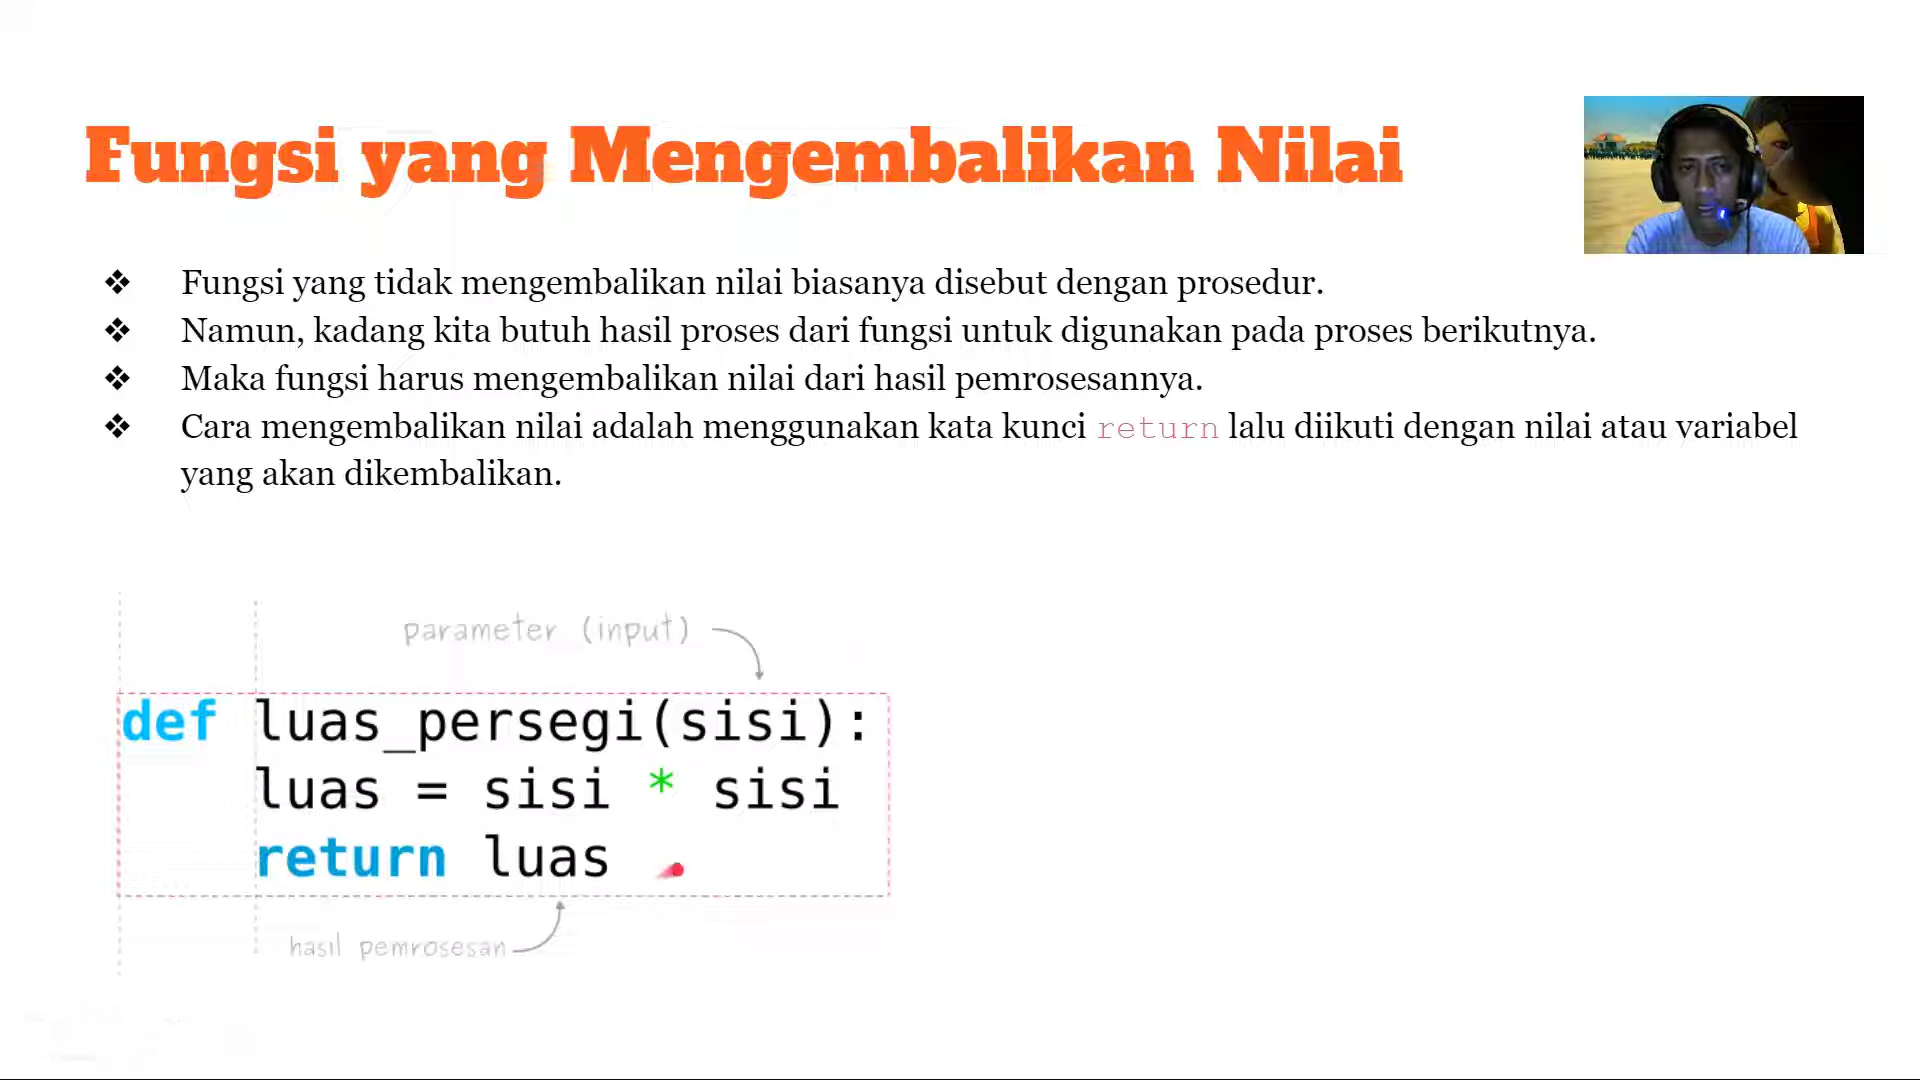 Fungsi yang Mengembalikan Nilai
❖ Fungsi yang tidak mengembalikan nilai biasanya disebut dengan prosedur.
❖ Namun, kadang kita butuh hasil proses dari fungsi untuk digunakan pada proses berikutnya.
❖ Maka fungsi harus mengembalikan nilai dari hasil pemrosesannya.
❖ Cara mengembalikan nilai adalah menggunakan kata kunci return lalu diikuti dengan nilai atau variabel
yang akan dikembalikan.
parameter (input)
def luas_persegi(sisi):
luas = sisi * sisi
return luas
hasil pemrosesan